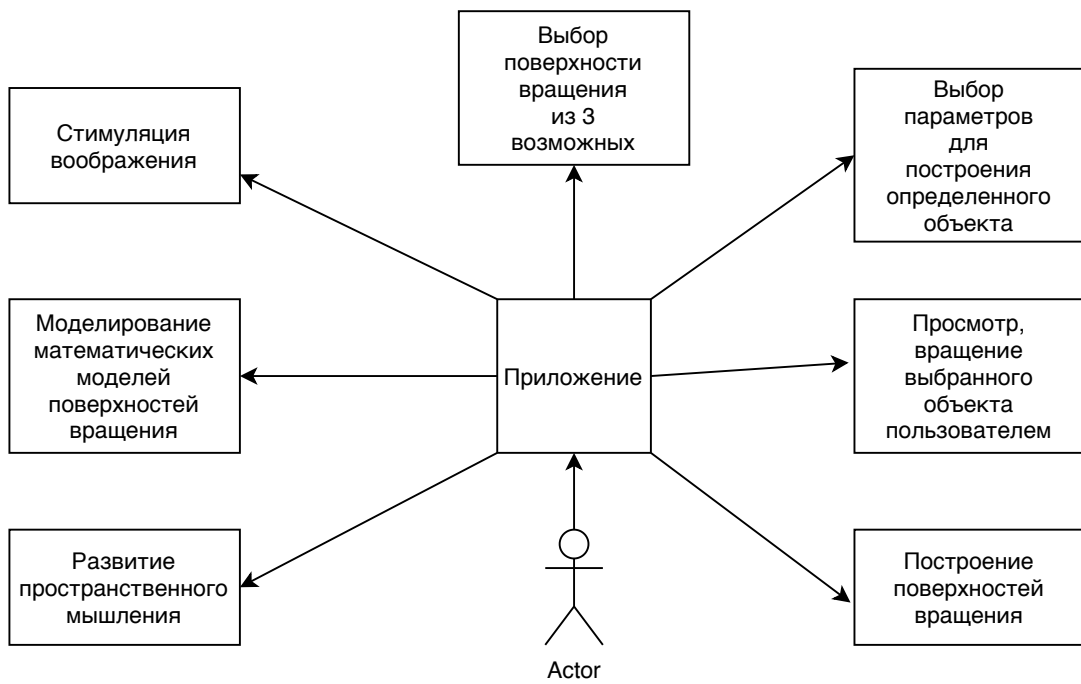 Выбор
поверхности
вращения
из 3
возможных
Стимуляция
воображения
Выбор
параметров
для
построения
определенного
объекта
Моделирование
математических
моделей
поверхностей
вращения
Приложение
Просмотр,
вращение
выбранного
объекта
пользователем
Развитие
пространственного
мышления
Построение
поверхностей
вращения
Actor